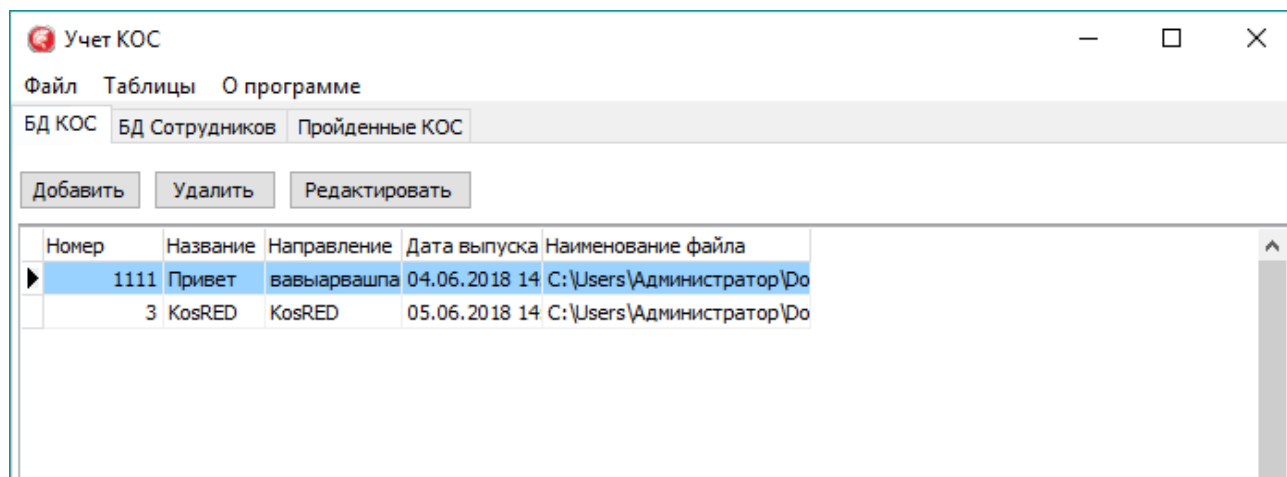 Учет КОС
Файл Таблицы О программе
БД КОС БД Сотрудников Пройденные КОС
Добавить Удалить Редактировать
Номер Название Направление Дата выпуска Наименование файла
1111 Привет вавыарвашпа 04.06.2018 14 C:\Users\Администратор\Do
3 KosRED KosRED 05.06.2018 14 C:\Users\Администратор\Do